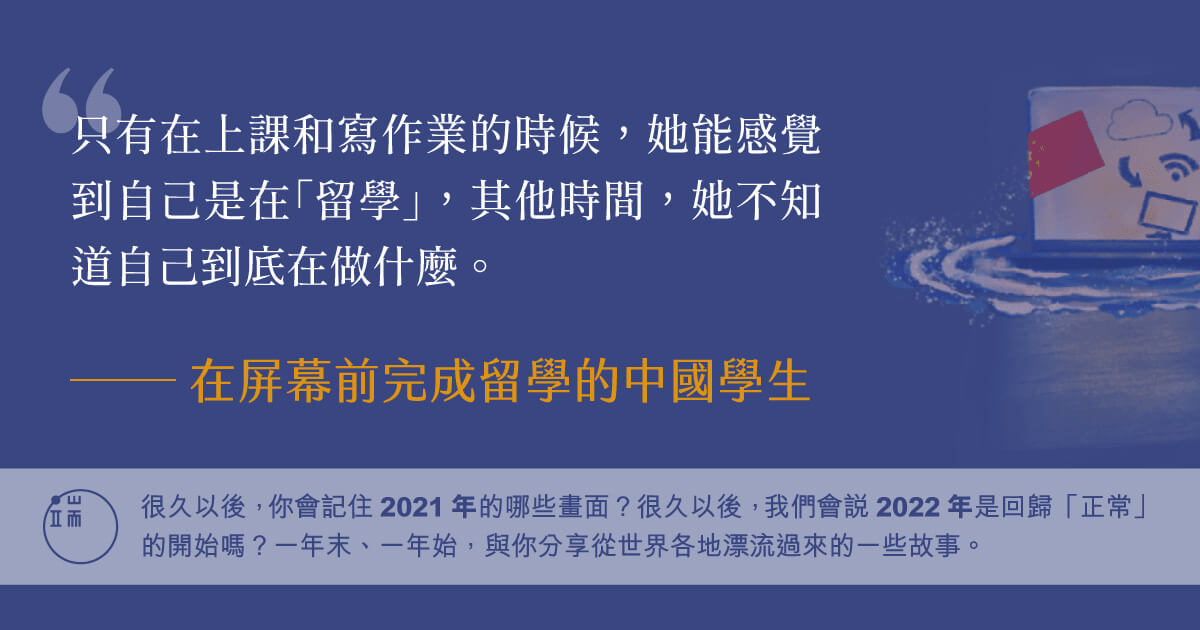 只有在上課和寫作業的時候，她能感覺
到自己是在「留學」，其他時間，她不知
道自己到底在做什麼。
在屏幕前完成留學的中國學生
端
很久以後，你會記住 2021 年的哪些畫面？很久以後，我們會説 2022 年是回歸「正常」
的開始嗎？一年末、一年始，與你分享從世界各地漂流過來的一些故事。